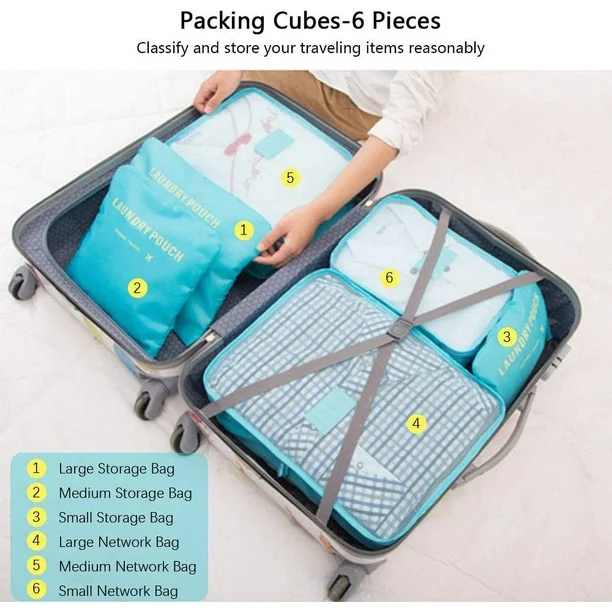 Packing Cubes-6 Pieces
Classify and store your traveling items reasonably
5
LAUNDRY POUCH
1
LAUNDRY POUCH
2
6
3
LAUNDRY POUCH
4
1 Large Storage Bag
2 Medium Storage Bag
3 Small Storage Bag
4 Large Network Bag
5 Medium Network Bag
6 Small Network Bag